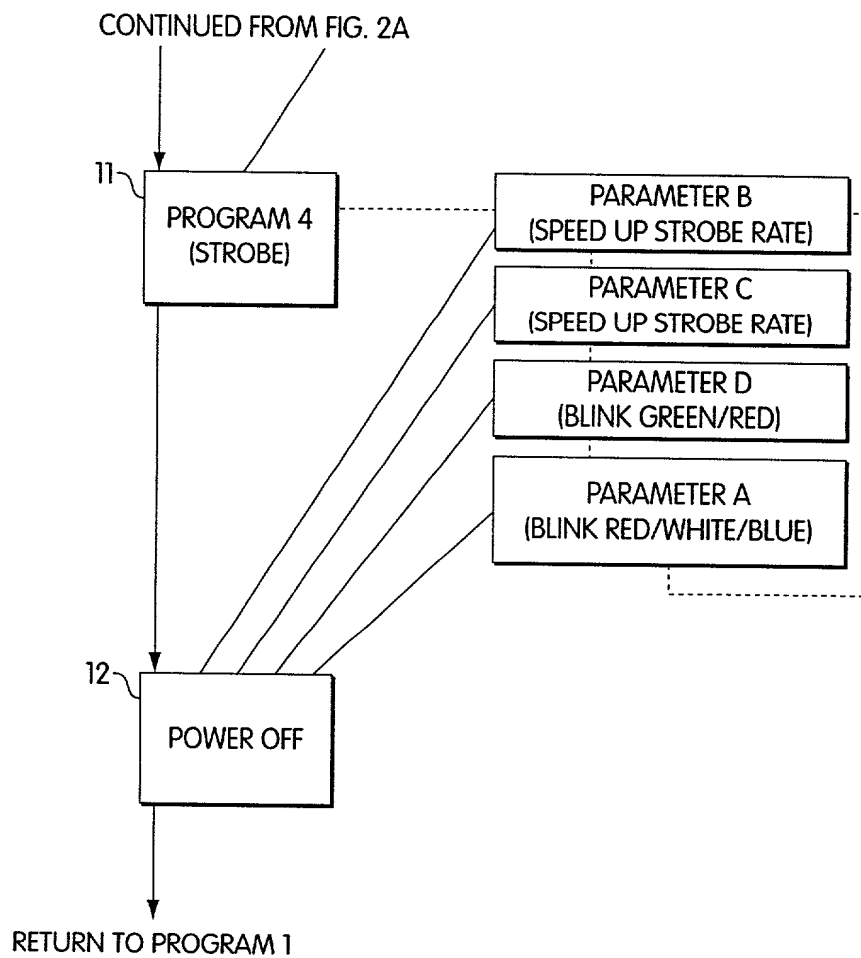 CONTINUED FROM FIG. 2A
11
PROGRAM 4
(STROBE)
PARAMETER B
(SPEED UP STROBE RATE)
PARAMETER C
(SPEED UP STROBE RATE)
PARAMETER D
(BLINK GREEN/RED)
PARAMETER A
(BLINK RED/WHITE/BLUE)
12
POWER OFF
RETURN TO PROGRAM 1